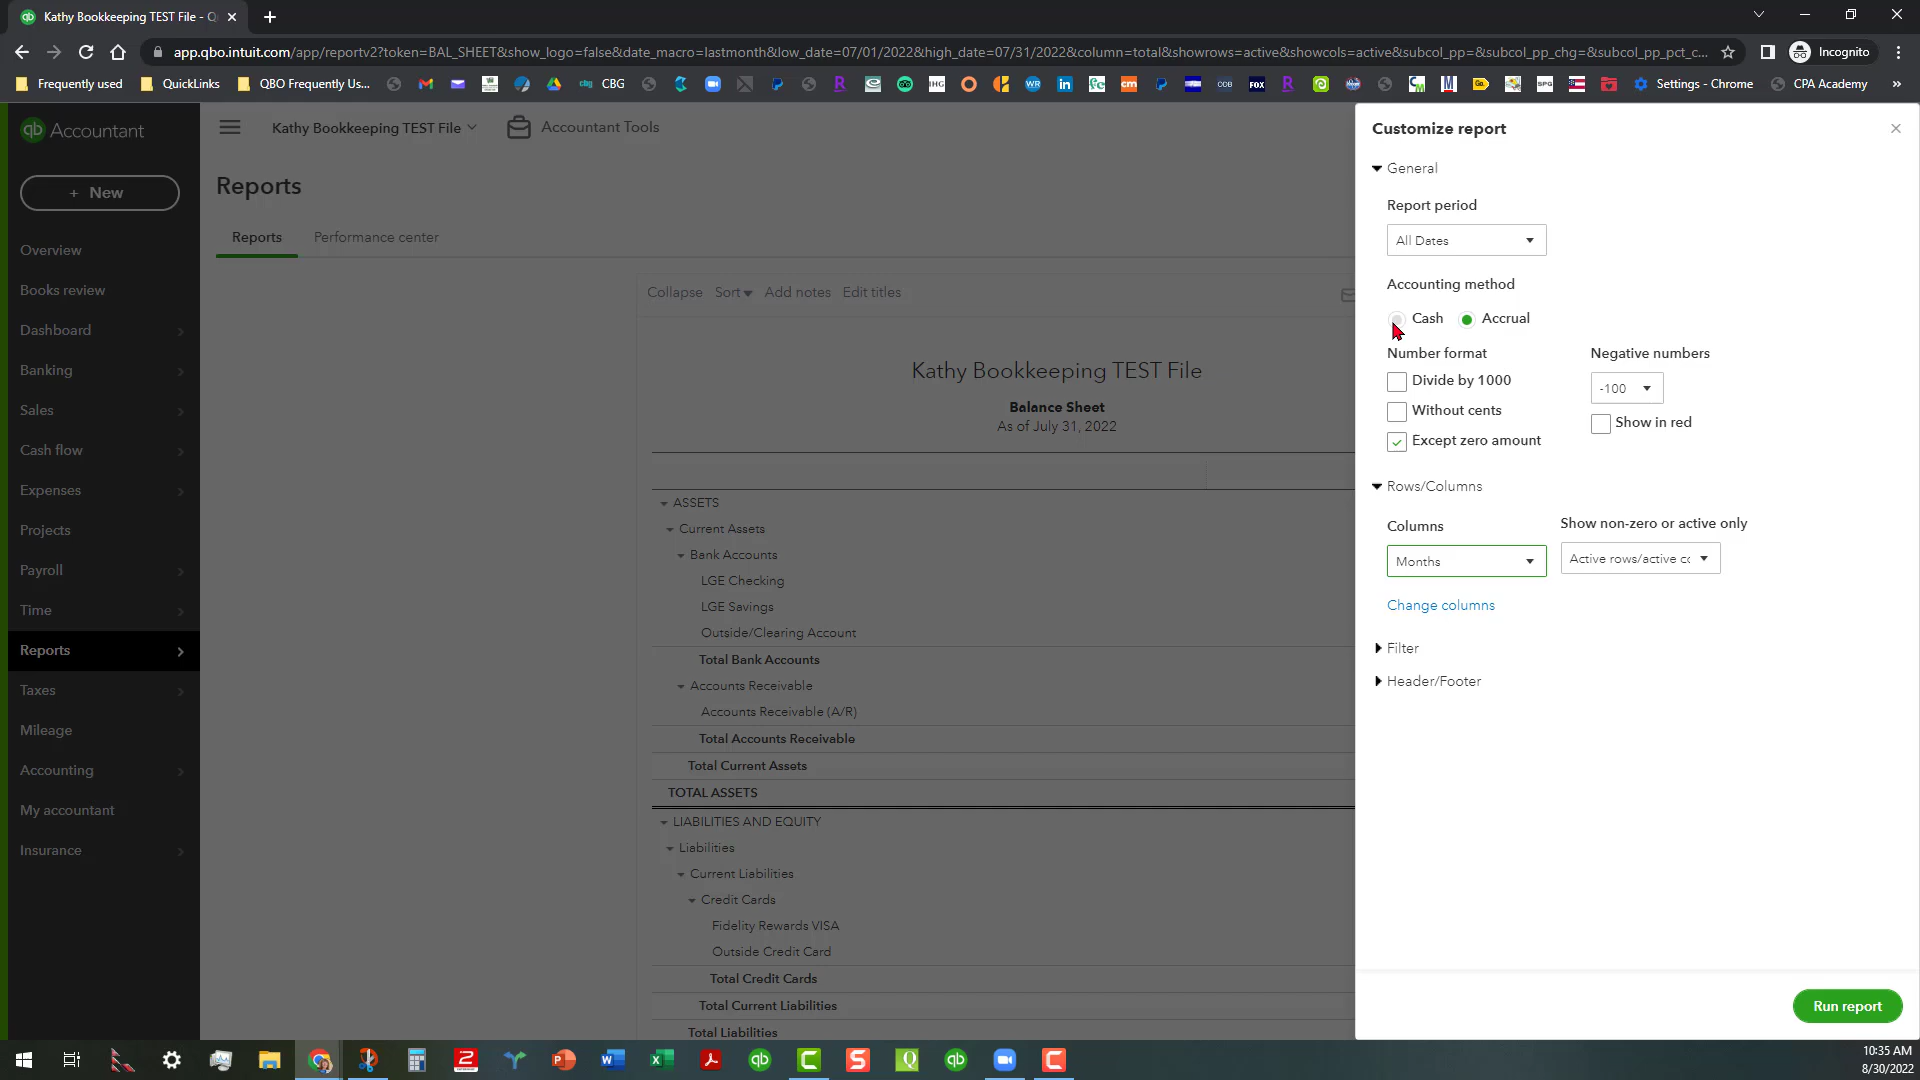 Kathy Bookkeeping TEST File - Q
app.qbo.intuit.com/app/reportv2?token=BAL_SHEET&show_logo=false&date_macro=lastmonth&low_date=07/01/2022&high_date=07/31/2022&column=total&showrows=active&showcols=active&subcol_pp=&subcol_pp_chg=&subcol_pp_pct_c...
Incognito
Frequently used
QuickLinks
QBO Frequently Us...
CBG
Settings - Chrome
CPA Academy
»
qb Accountant
+ New
Overview
Books review
Dashboard
Banking
Sales
Cash flow
Expenses
Projects
Payroll
Time
Reports
Taxes
Mileage
Accounting
My accountant
Insurance
Kathy Bookkeeping TEST File
Accountant Tools
Reports
Reports
Performance center
Collapse
Sort
Add notes
Edit titles
Kathy Bookkeeping TEST File
Balance Sheet
As of July 31, 2022
ASSETS
Current Assets
Bank Accounts
LGE Checking
LGE Savings
Outside/Clearing Account
Total Bank Accounts
Accounts Receivable
Accounts Receivable (A/R)
Total Accounts Receivable
Total Current Assets
TOTAL ASSETS
LIABILITIES AND EQUITY
Liabilities
Current Liabilities
Credit Cards
Fidelity Rewards VISA
Outside Credit Card
Total Credit Cards
Total Current Liabilities
Total Liabilities
Customize report
General
Report period
All Dates
Accounting method
Cash
Accrual
Number format
Negative numbers
Divide by 1000
-100
Without cents
Show in red
Except zero amount
Rows/Columns
Columns
Show non-zero or active only
Months
Active rows/active cc
Change columns
Filter
Header/Footer
Run report
10:35 AM
8/30/2022